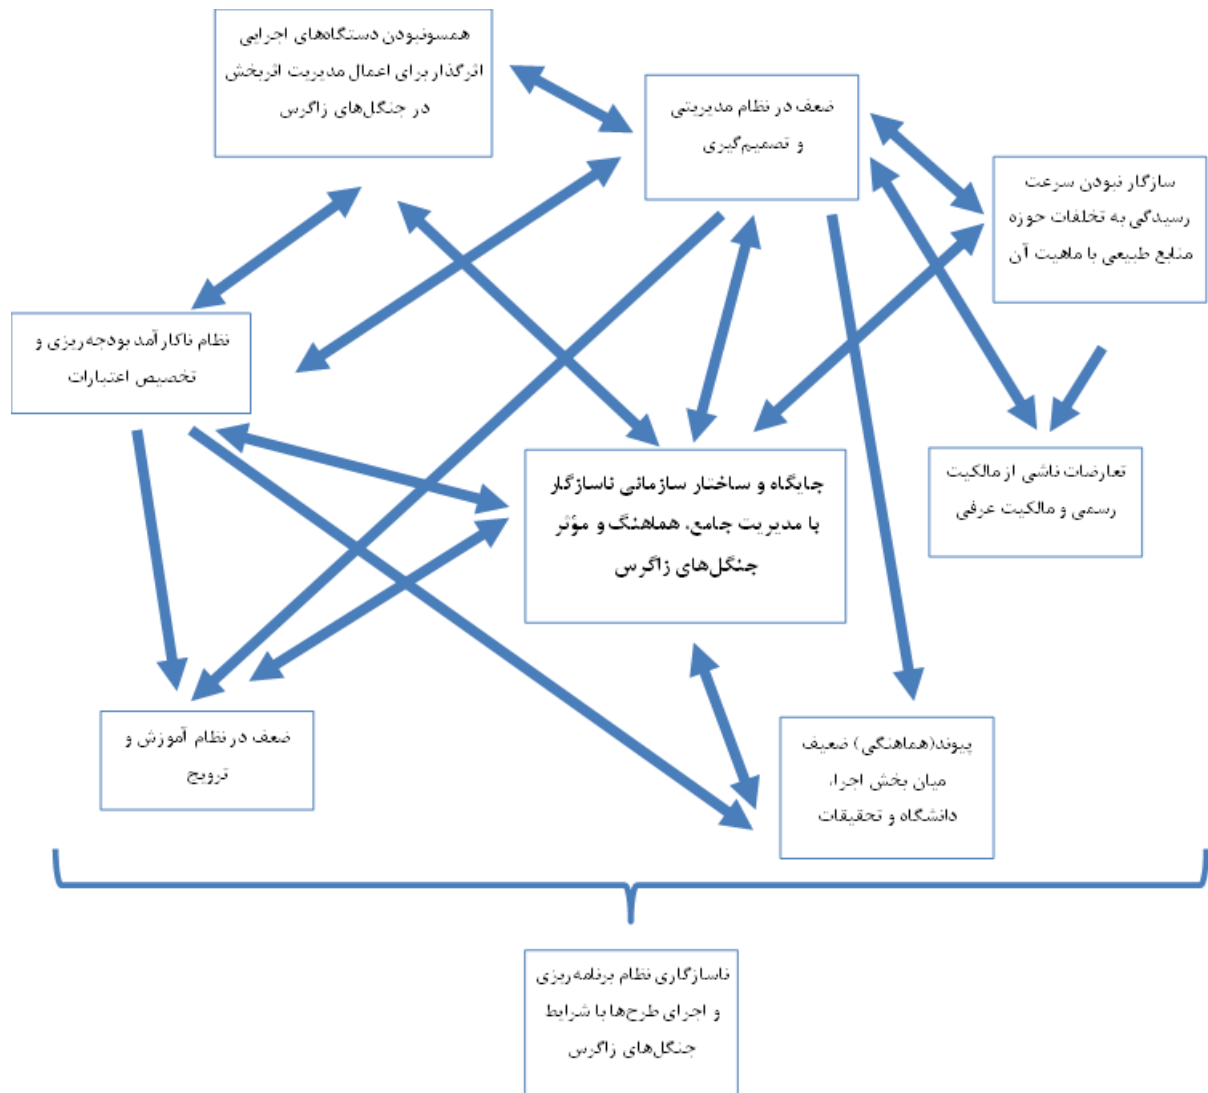 همسونبودن دستگاه‌های اجرایی
اثرگذار برای اعمال مدیریت اثربخش
در جنگل‌های زاگرس
ضعف در نظام مدیریتی
و تصمیم‌گیری
سازگار نبودن سرعت
رسیدگی به تخلفات حوزه
منابع طبیعی با ماهیت آن
نظام ناکارآمد بودجه‌ریزی و
تخصیص اعتبارات
جایگاه و ساختار سازمانی ناسازگار
با مدیریت جامع، هماهنگ و مؤثر
جنگل‌های زاگرس
تعارضات ناشی از مالکیت
رسمی و مالکیت عرفی
ضعف در نظام آموزش و
ترویج
پیوند(هماهنگی) ضعیف
میان بخش اجرا،
دانشگاه و تحقیقات
ناسازگاری نظام برنامه‌ریزی
و اجرای طرح‌ها با شرایط
جنگل‌های زاگرس